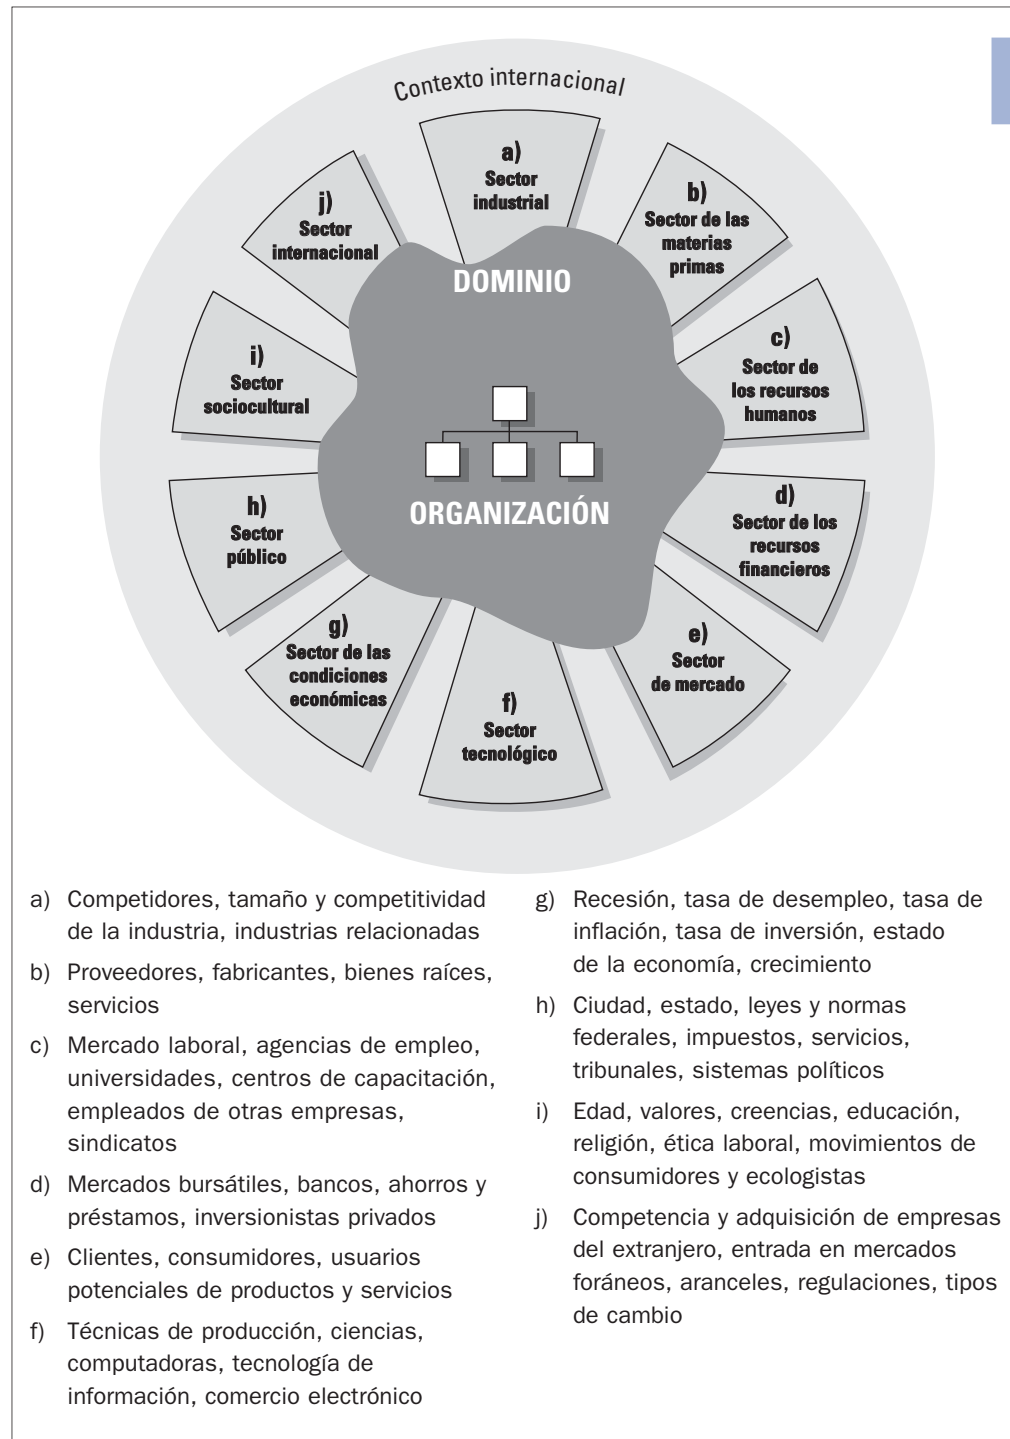 Contexto internacional
a)
Sector
industrial
b)
Sector de las
materias
primas
c)
Sector de
los recursos
humanos
d)
Sector de los
recursos
financieros
e)
Sector
de mercado
f)
Sector
tecnológico
g)
Sector de las
condiciones
económicas
h)
Sector
público
i)
Sector
sociocultural
j)
Sector
internacional
DOMINIO
ORGANIZACIÓN
a) Competidores, tamaño y competitividad
de la industria, industrias relacionadas
b) Proveedores, fabricantes, bienes raíces,
servicios
c) Mercado laboral, agencias de empleo,
universidades, centros de capacitación,
empleados de otras empresas,
sindicatos
d) Mercados bursátiles, bancos, ahorros y
préstamos, inversionistas privados
e) Clientes, consumidores, usuarios
potenciales de productos y servicios
f) Técnicas de producción, ciencias,
computadoras, tecnología de
información, comercio electrónico
g) Recesión, tasa de desempleo, tasa de
inflación, tasa de inversión, estado
de la economía, crecimiento
h) Ciudad, estado, leyes y normas
federales, impuestos, servicios,
tribunales, sistemas políticos
i) Edad, valores, creencias, educación,
religión, ética laboral, movimientos de
consumidores y ecologistas
j) Competencia y adquisición de empresas
del extranjero, entrada en mercados
foráneos, aranceles, regulaciones, tipos
de cambio